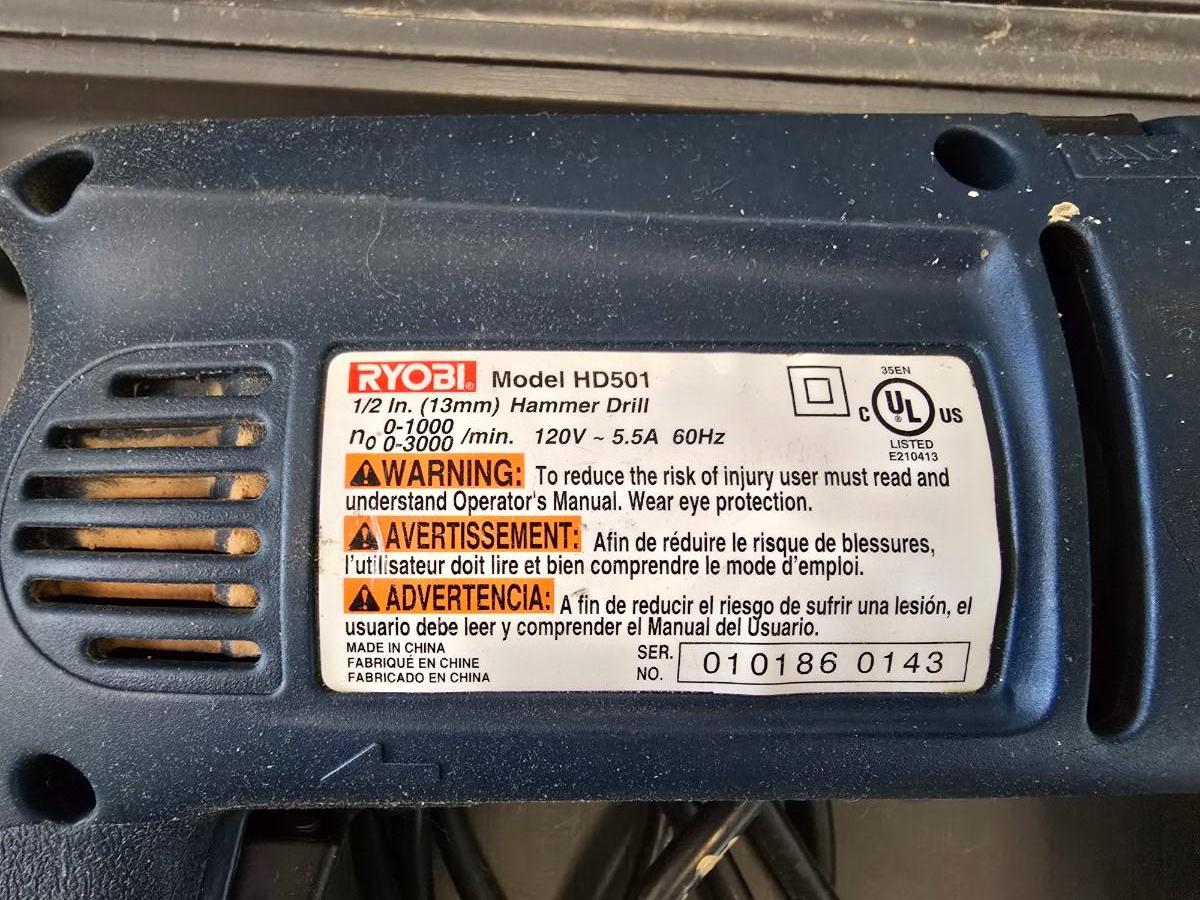 RYOBI® Model HD501
1/2 In. (13mm) Hammer Drill
n₀ 0-1000
0-3000 /min. 120V ~ 5.5A 60Hz
35EN
C UL® US
LISTED
E210413
⚠WARNING: To reduce the risk of injury user must read and
understand Operator's Manual. Wear eye protection.
⚠AVERTISSEMENT: Afin de réduire le risque de blessures,
l'utilisateur doit lire et bien comprendre le mode d'emploi.
⚠ADVERTENCIA: A fin de reducir el riesgo de sufrir una lesión, el
usuario debe leer y comprender el Manual del Usuario.
MADE IN CHINA
FABRIQUÉ EN CHINE
FABRICADO EN CHINA
SER.
NO. 010186 0143